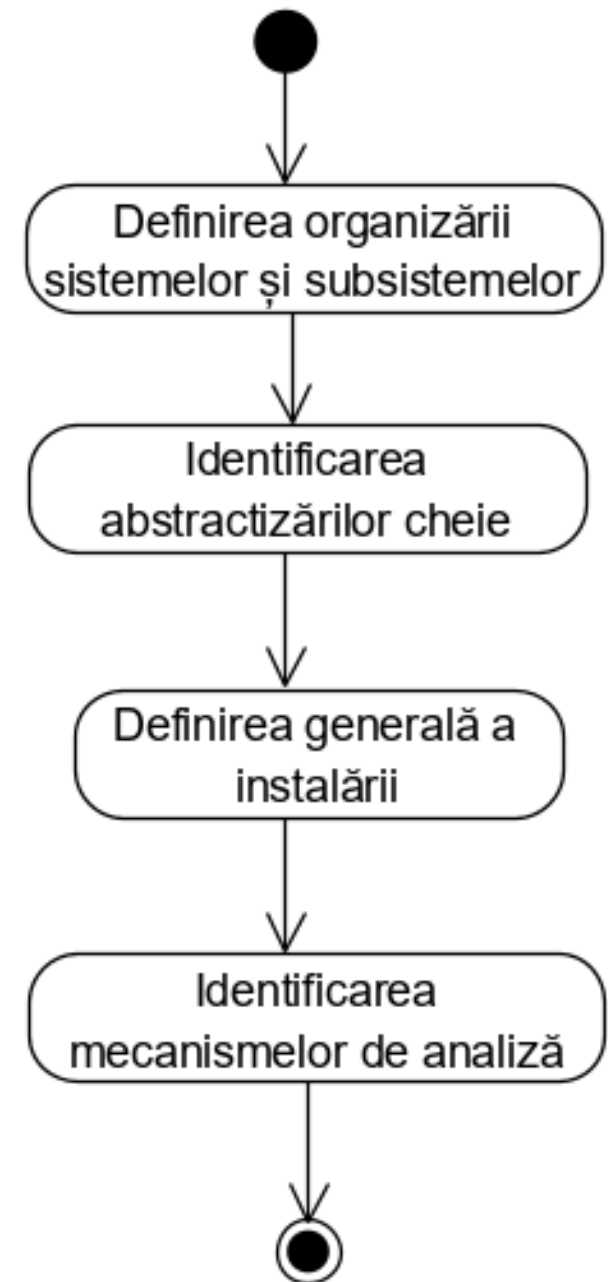 Definirea organizării
sistemelor și subsistemelor
Identificarea
abstractizărilor cheie
Definirea generală a
instalării
Identificarea
mecanismelor de analiză